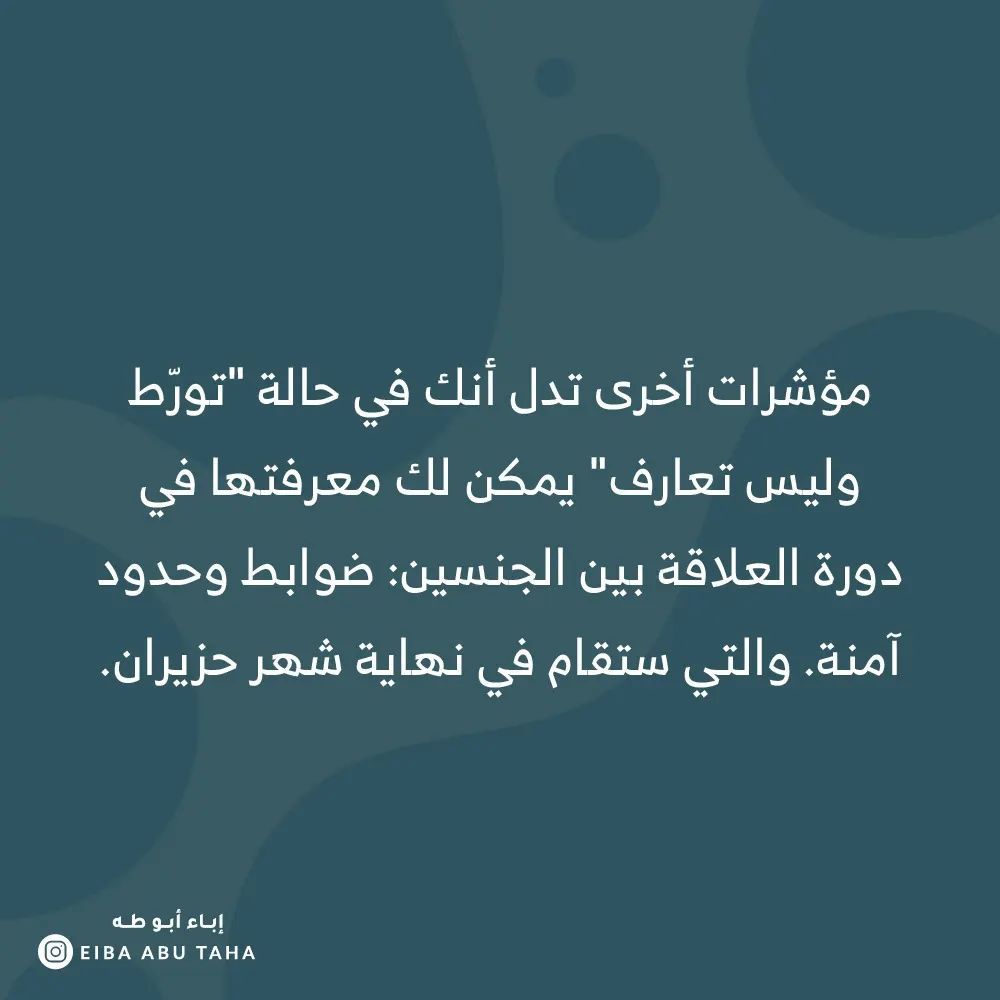 مؤشرات أخرى تدل أنك في حالة "تورّط
وليس تعارف" يمكن لك معرفتها في
دورة العلاقة بين الجنسين: ضوابط وحدود
آمنة. والتي ستقام في نهاية شهر حزيران.
إباء أبو طه
EIBA ABU TAHA